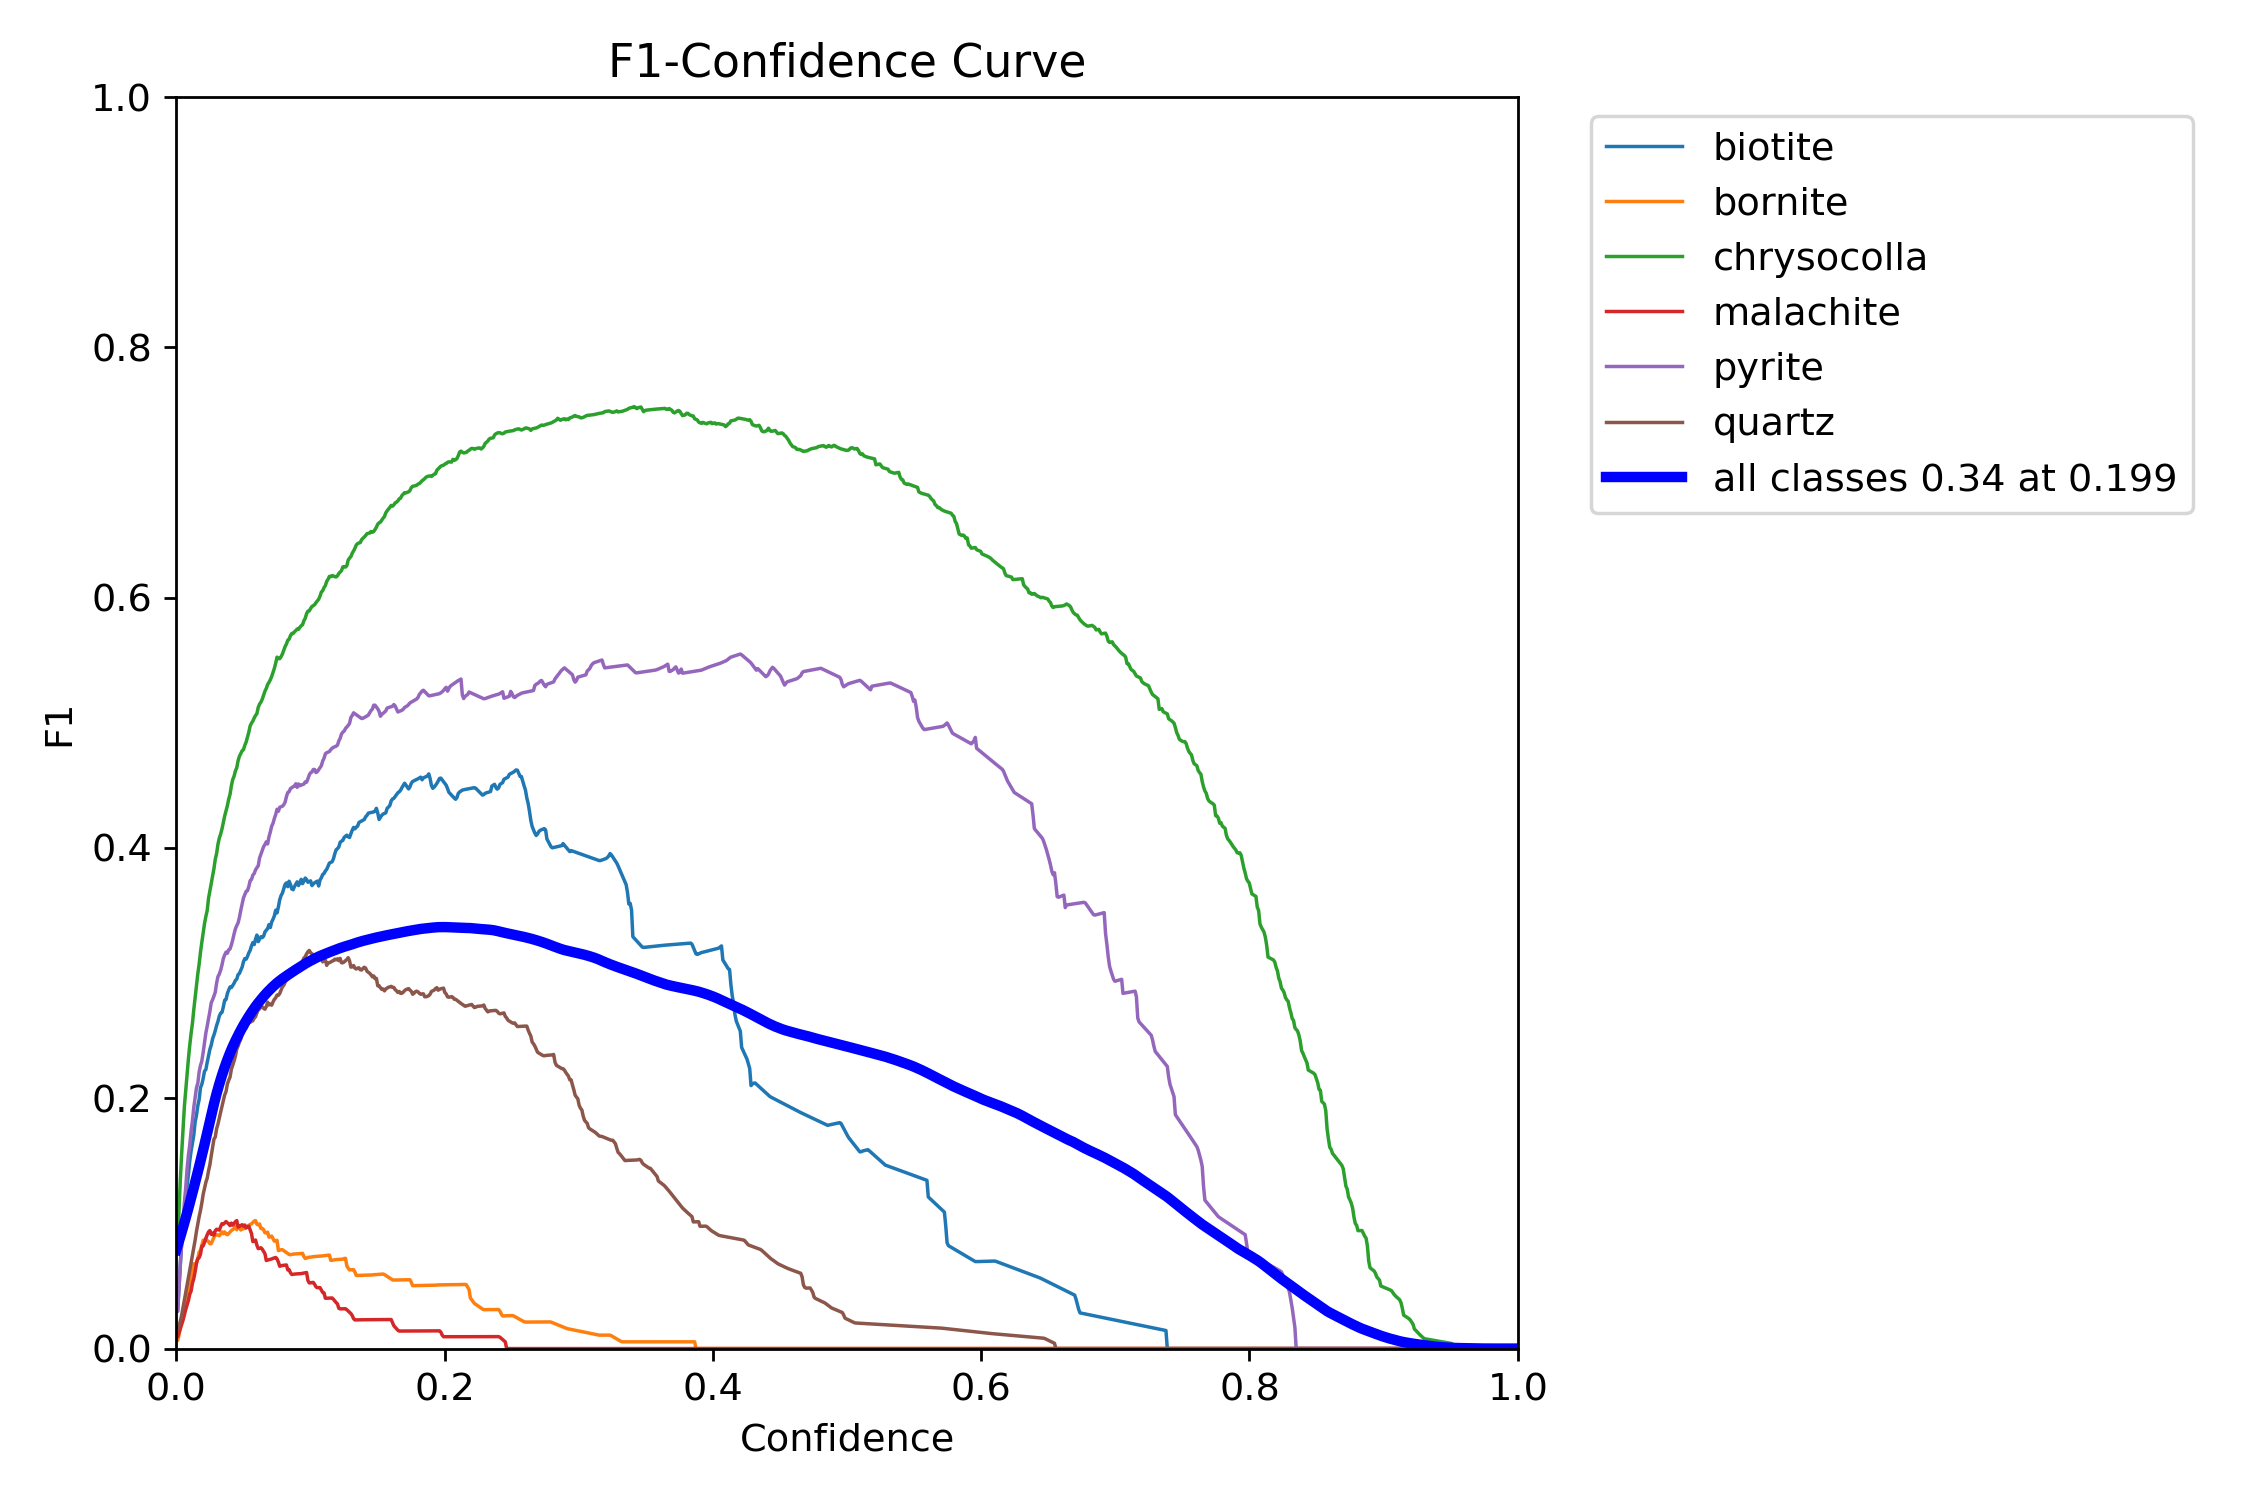 F1-Confidence Curve
1.0
0.8
0.6
0.4
0.2
0.0
F1
0.0 0.2 0.4 0.6 0.8 1.0
Confidence
biotite
bornite
chrysocolla
malachite
pyrite
quartz
all classes 0.34 at 0.199